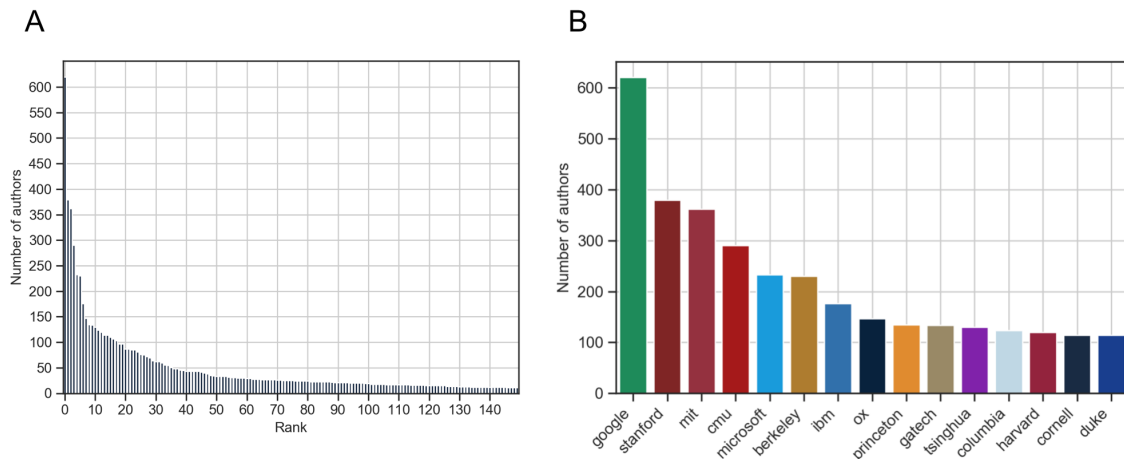 A
Number of authors
600
550
500
450
400
350
300
250
200
150
100
50
0
0 10 20 30 40 50 60 70 80 90 100 110 120 130 140
Rank
B
Number of authors
600
500
400
300
200
100
0
google stanford mit cmu microsoft berkeley ibm ox princeton gatech tsinghua columbia harvard cornell duke